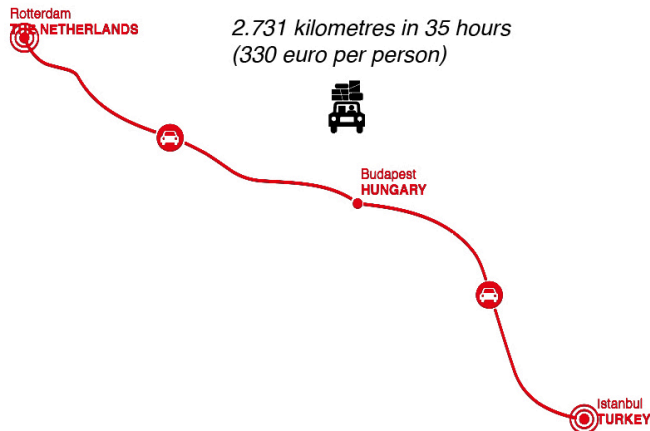 Rotterdam
THE NETHERLANDS
2.731 kilometres in 35 hours
(330 euro per person)
Budapest
HUNGARY
Istanbul
TURKEY